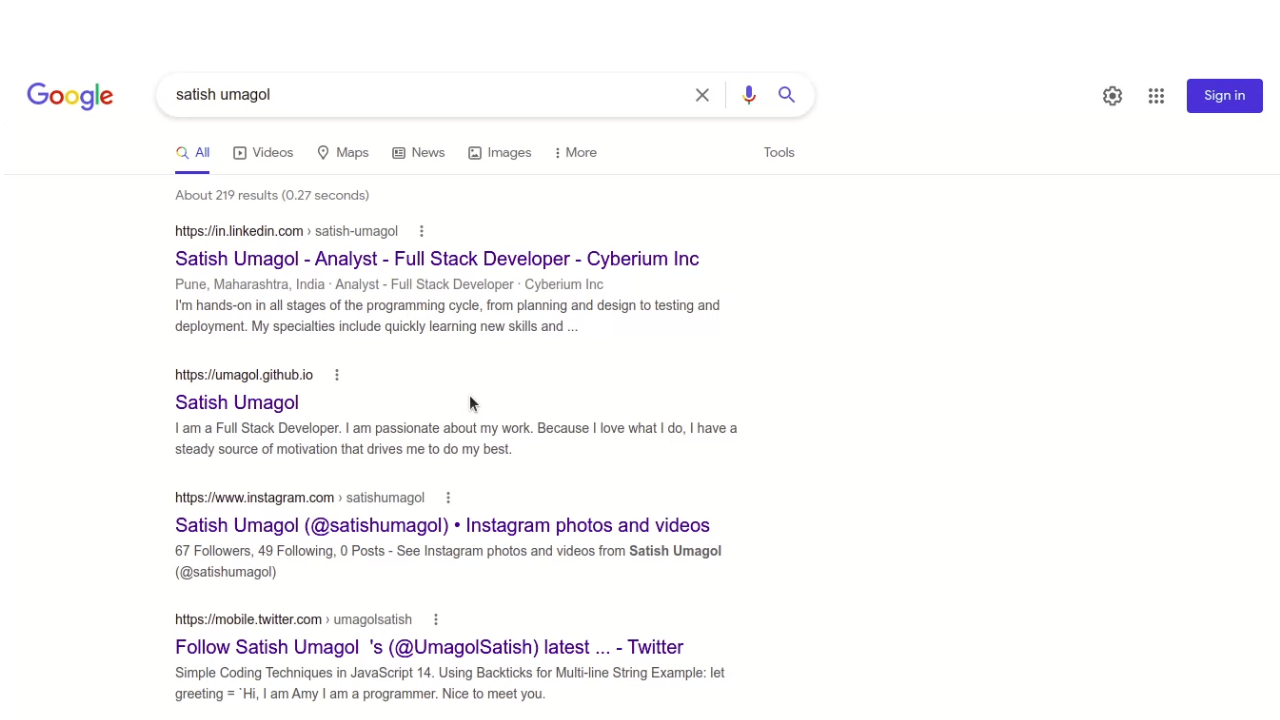 Google
satish umagol
Sign in
All Videos Maps News Images More Tools
About 219 results (0.27 seconds)
https://in.linkedin.com › satish-umagol
Satish Umagol - Analyst - Full Stack Developer - Cyberium Inc
Pune, Maharashtra, India · Analyst - Full Stack Developer · Cyberium Inc
I'm hands-on in all stages of the programming cycle, from planning and design to testing and
deployment. My specialties include quickly learning new skills and ...
https://umagol.github.io
Satish Umagol
I am a Full Stack Developer. I am passionate about my work. Because I love what I do, I have a
steady source of motivation that drives me to do my best.
https://www.instagram.com › satishumagol
Satish Umagol (@satishumagol) • Instagram photos and videos
67 Followers, 49 Following, 0 Posts - See Instagram photos and videos from Satish Umagol
(@satishumagol)
https://mobile.twitter.com › umagolsatish
Follow Satish Umagol 's (@UmagolSatish) latest ... - Twitter
Simple Coding Techniques in JavaScript 14. Using Backticks for Multi-line String Example: let
greeting = `Hi, I am Amy I am a programmer. Nice to meet you.